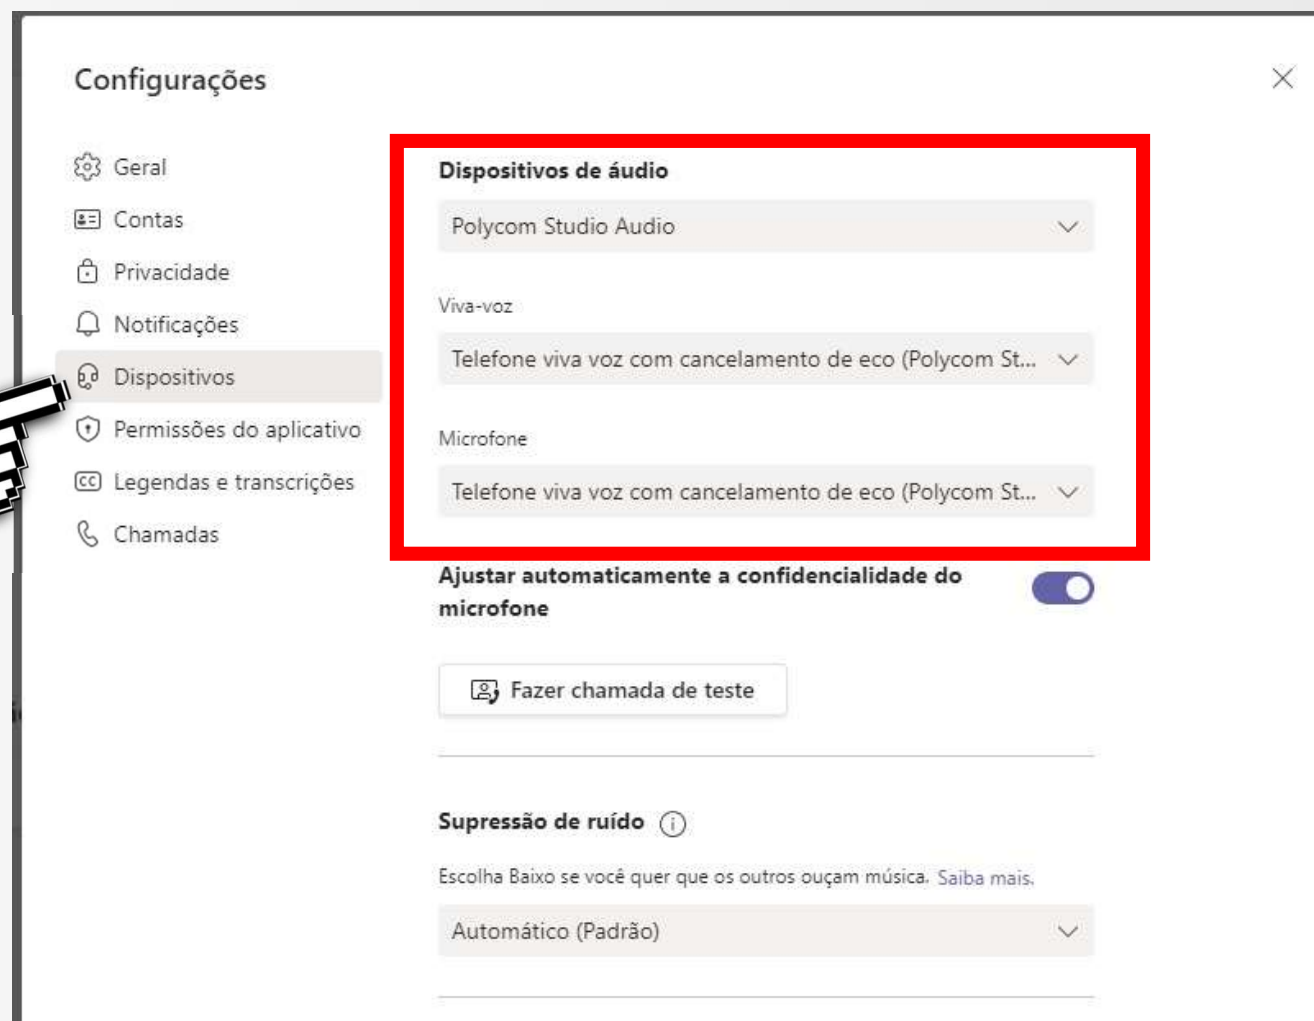 Configurações
Geral
Contas
Privacidade
Notificações
Dispositivos
Permissões do aplicativo
Legendas e transcrições
Chamadas
Dispositivos de áudio
Polycom Studio Audio
Viva-voz
Telefone viva voz com cancelamento de eco (Polycom St...
Microfone
Telefone viva voz com cancelamento de eco (Polycom St...
Ajustar automaticamente a confidencialidade do
microfone
Fazer chamada de teste
Supressão de ruído
Escolha Baixo se você quer que os outros ouçam música. Saiba mais.
Automático (Padrão)